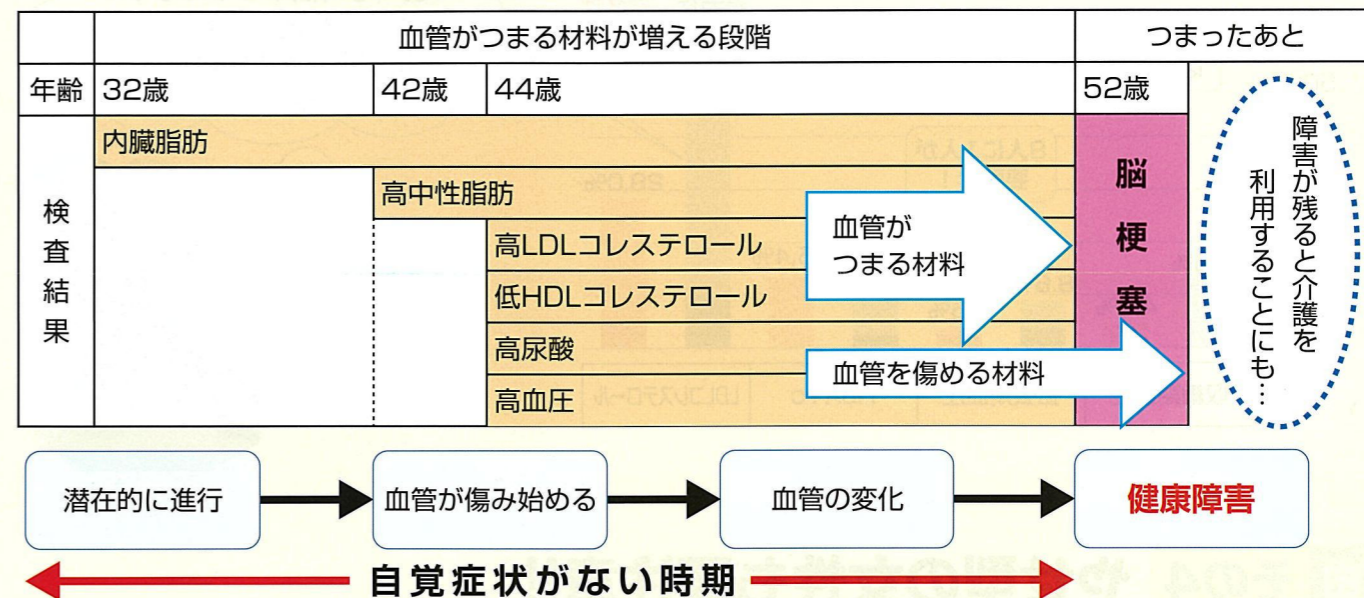 血管がつまる材料が増える段階
つまったあと
年齢
32歳
42歳
44歳
52歳
検査結果
内臓脂肪
高中性脂肪
高LDLコレステロール
低HDLコレステロール
高尿酸
高血圧
血管が
つまる材料
血管を傷める材料
脳梗塞
障害が残ると介護を
利用することにも…
潜在的に進行
血管が傷み始める
血管の変化
健康障害
自覚症状がない時期